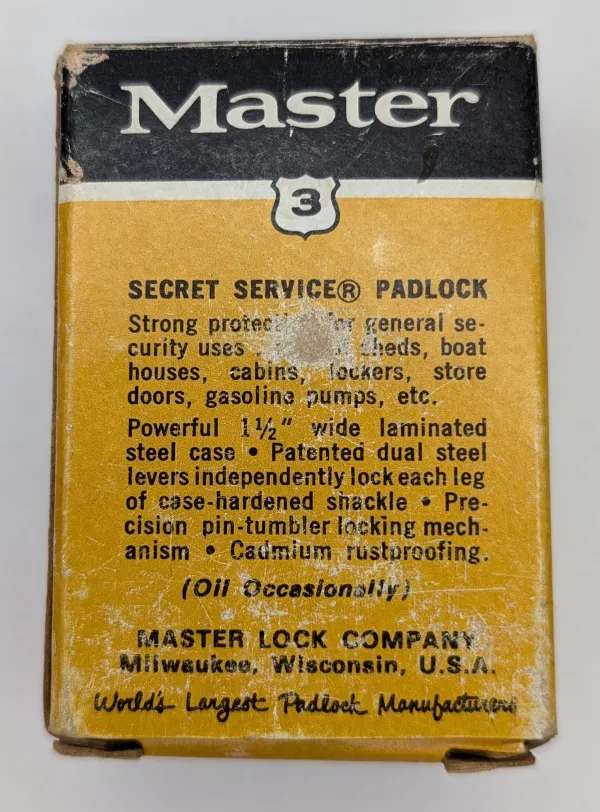 Master
3
SECRET SERVICE® PADLOCK
Strong for general se-
curity uses sheds, boat
houses, cabins, lockers, store
doors, gasoline pumps, etc.
Powerful 1½" wide laminated
steel case • Patented dual steel
levers independently lock each leg
of case-hardened shackle • Pre-
cision pin-tumbler locking mech-
anism • Cadmium rustproofing.
(Oil Occasionally)
MASTER LOCK COMPANY
Milwaukee, Wisconsin, U.S.A.
World's Largest Padlock Manufacturers